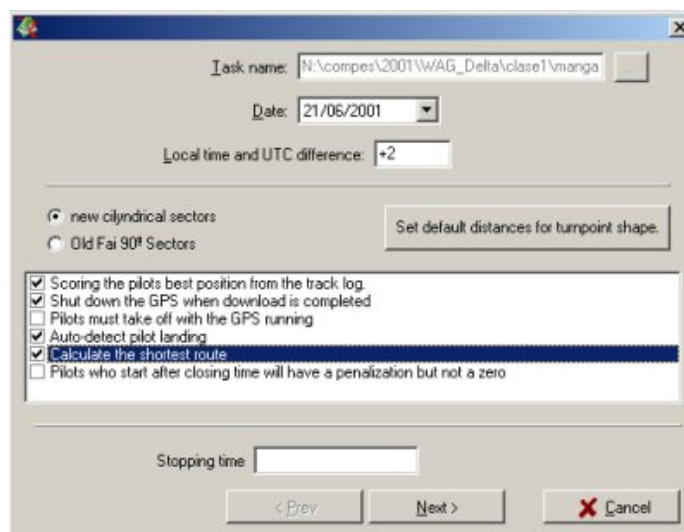 Task name: N:\compes\2001\WAG_Delta\clase1\manga ...
Date: 21/06/2001
Local time and UTC difference: +2
new cilyndrical sectors
Old Fai 90ª Sectors
Set default distances for turnpoint shape.
Scoring the pilots best position from the track log.
Shut down the GPS when download is completed
Pilots must take off with the GPS running
Auto-detect pilot landing
Calculate the shortest route
Pilots who start after closing time will have a penalization but not a zero
Stopping time
< Prev Next > Cancel